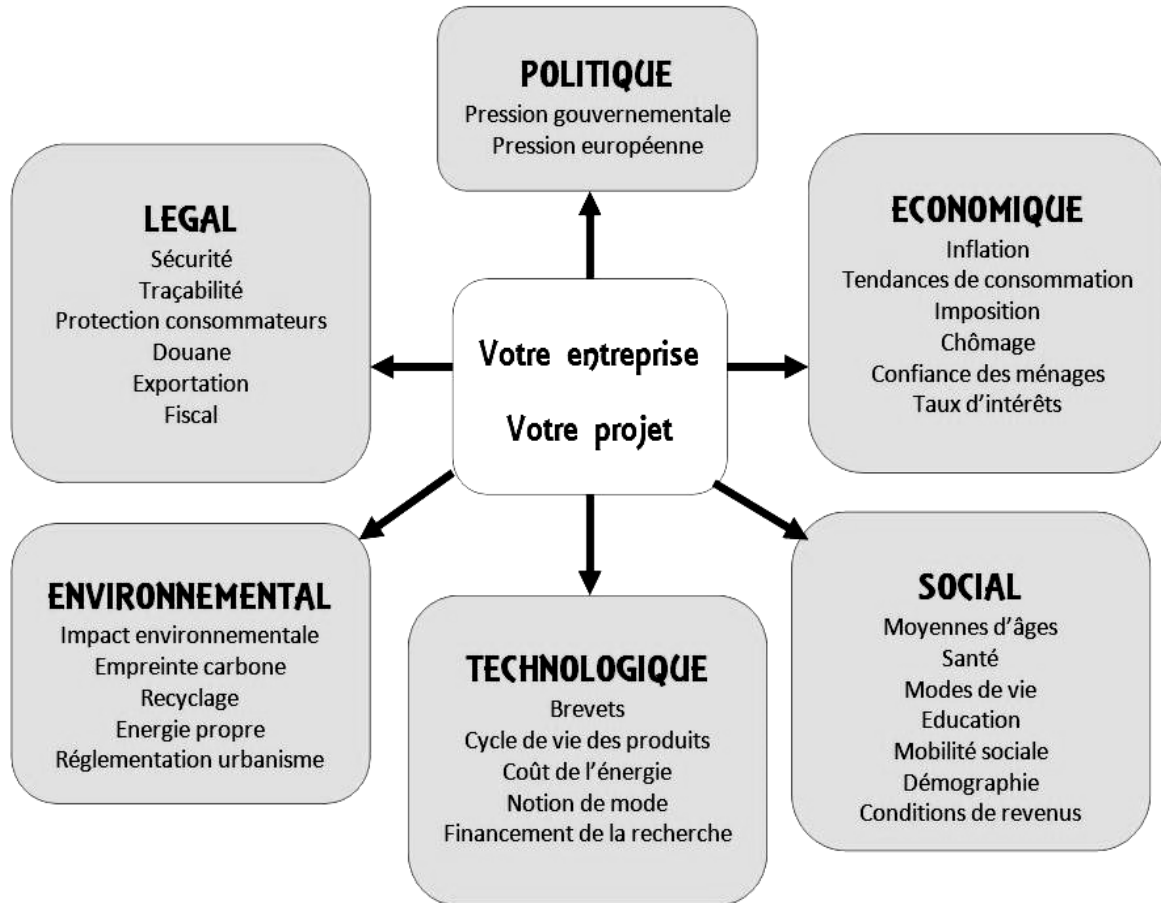 POLITIQUE
Pression gouvernementale
Pression européenne
LEGAL
Sécurité
Traçabilité
Protection consommateurs
Douane
Exportation
Fiscal
ECONOMIQUE
Inflation
Tendances de consommation
Imposition
Chômage
Confiance des ménages
Taux d'intérêts
Votre entreprise
Votre projet
ENVIRONNEMENTAL
Impact environnementale
Empreinte carbone
Recyclage
Energie propre
Réglementation urbanisme
TECHNOLOGIQUE
Brevets
Cycle de vie des produits
Coût de l'énergie
Notion de mode
Financement de la recherche
SOCIAL
Moyennes d'âges
Santé
Modes de vie
Education
Mobilité sociale
Démographie
Conditions de revenus